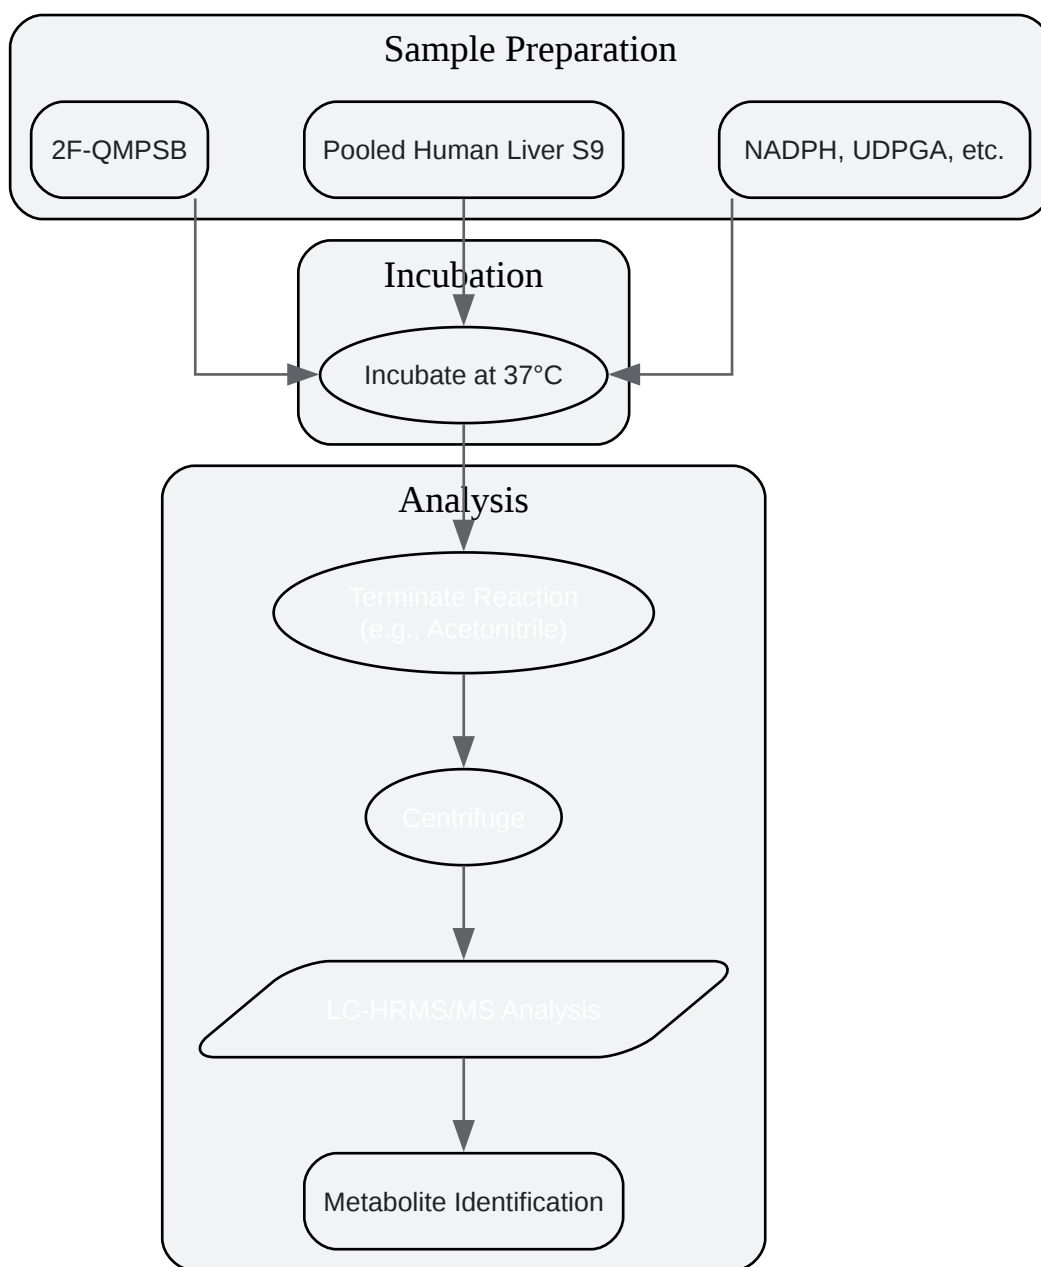 Sample Preparation
2F-QMPSB
Pooled Human Liver S9
NADPH, UDPGA, etc.
Incubation
Incubate at 37°C
Analysis
Terminate Reaction
(e.g., Acetonitrile)
Centrifuge
LC-HRMS/MS Analysis
Metabolite Identification